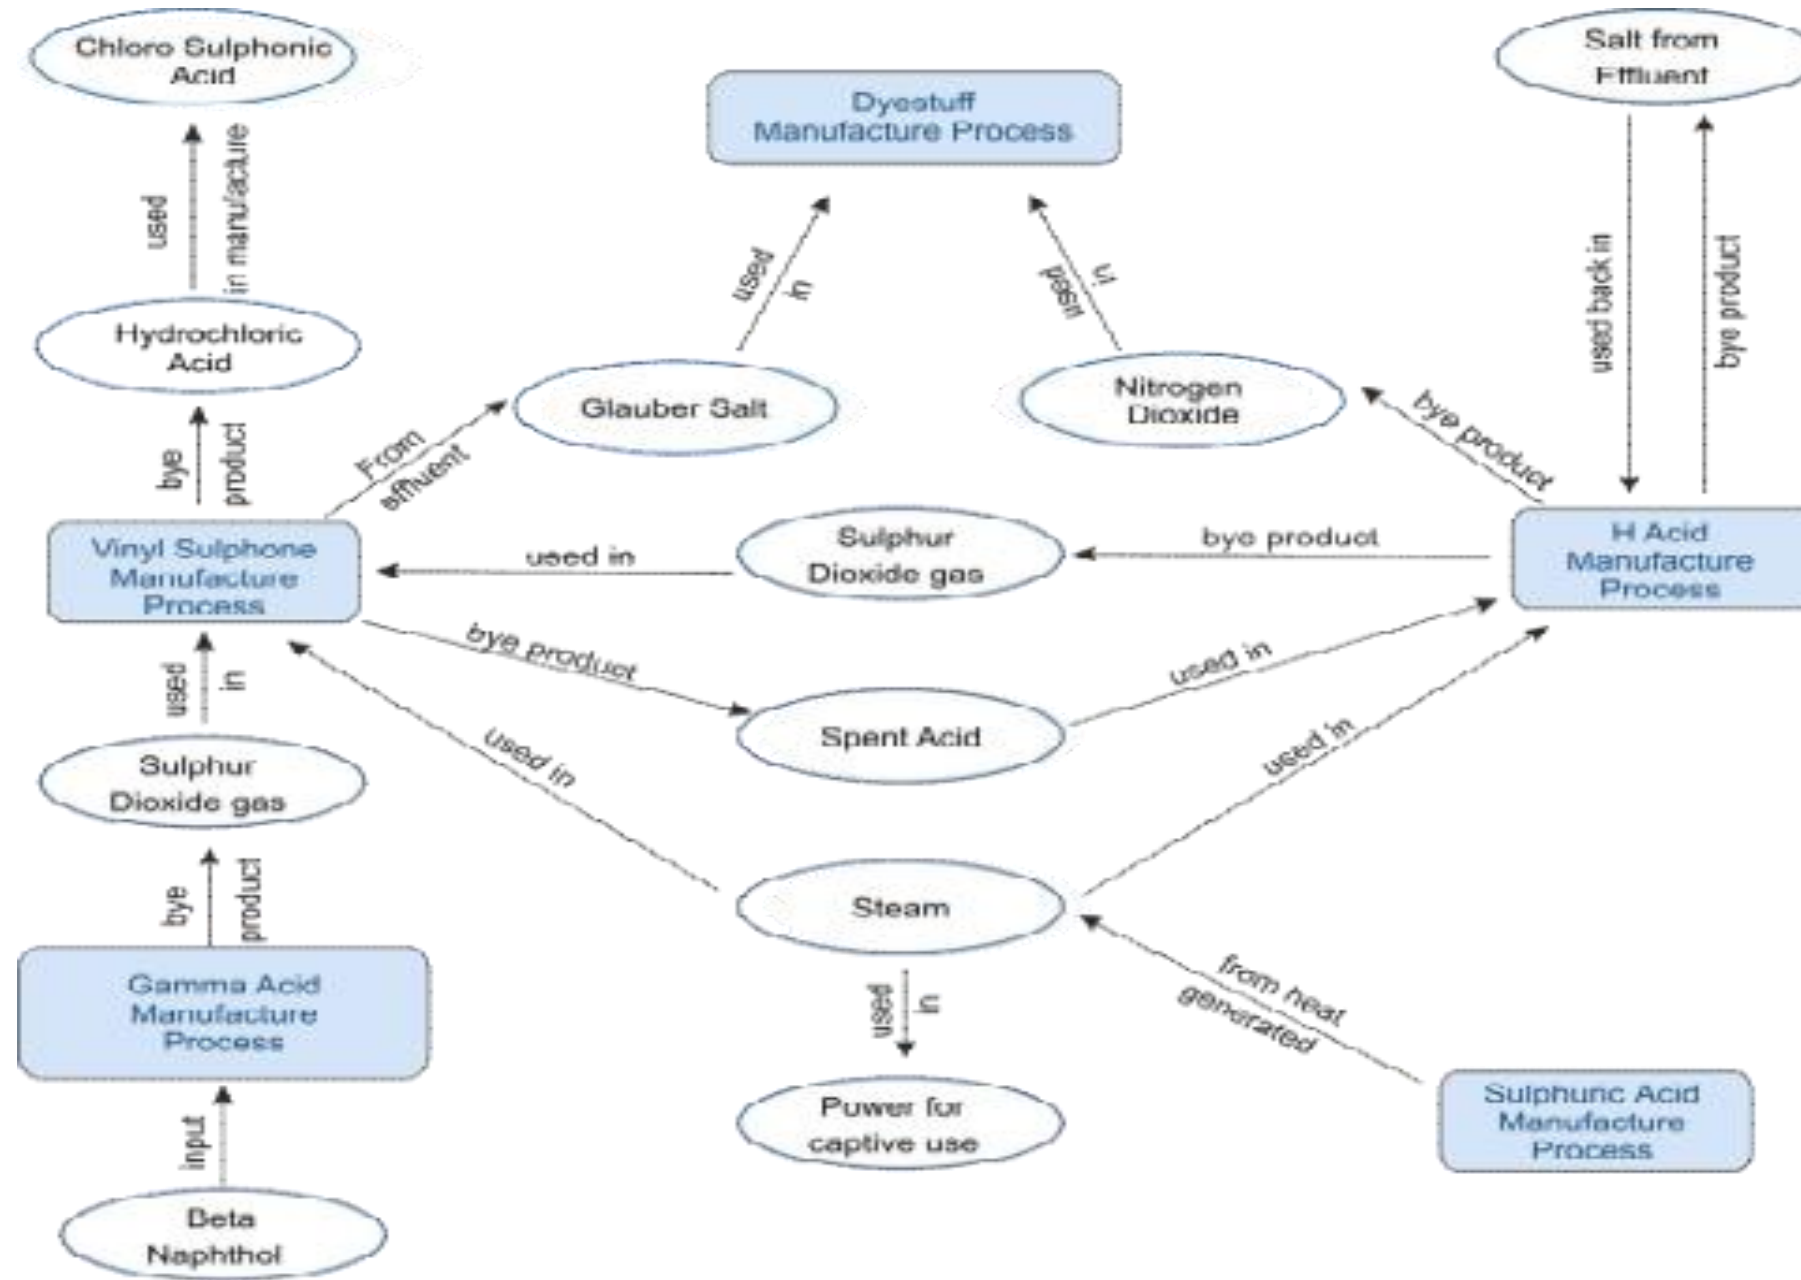 Chloro Sulphonic
Acid
Salt from
Effluent
Dyestuff
Manufacture Process
used
in manufacture
used
in
used
in
used back in
bye product
Hydrochloric
Acid
Glauber Salt
Nitrogen
Dioxide
bye product
bye
product
From
affluent
Vinyl Sulphone
Manufacture
Process
used in
Sulphur
Dioxide gas
bye product
H Acid
Manufacture
Process
used
in
bye product
used in
Spent Acid
used in
used in
Sulphur
Dioxide gas
bye
product
Steam
from heat
generated
used
in
Gamma Acid
Manufacture
Process
Power for
captive use
Sulphuric Acid
Manufacture
Process
input
Beta
Naphthol